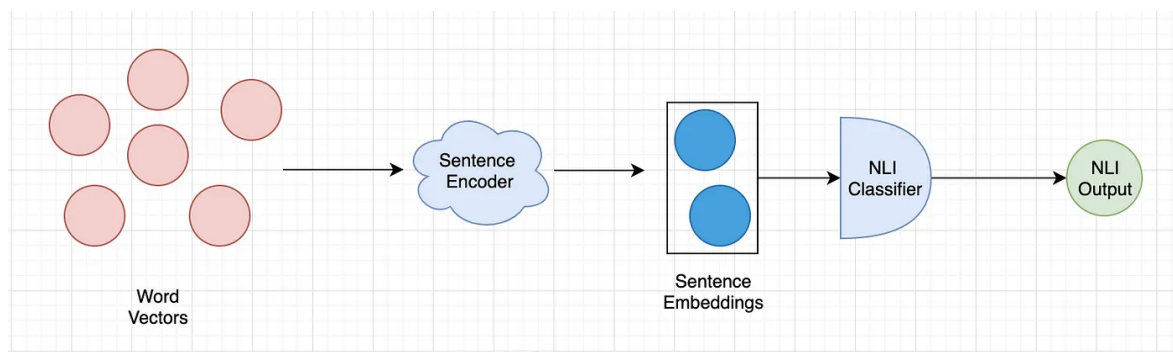 Word
Vectors
Sentence
Encoder
Sentence
Embeddings
NLI
Classifier
NLI
Output